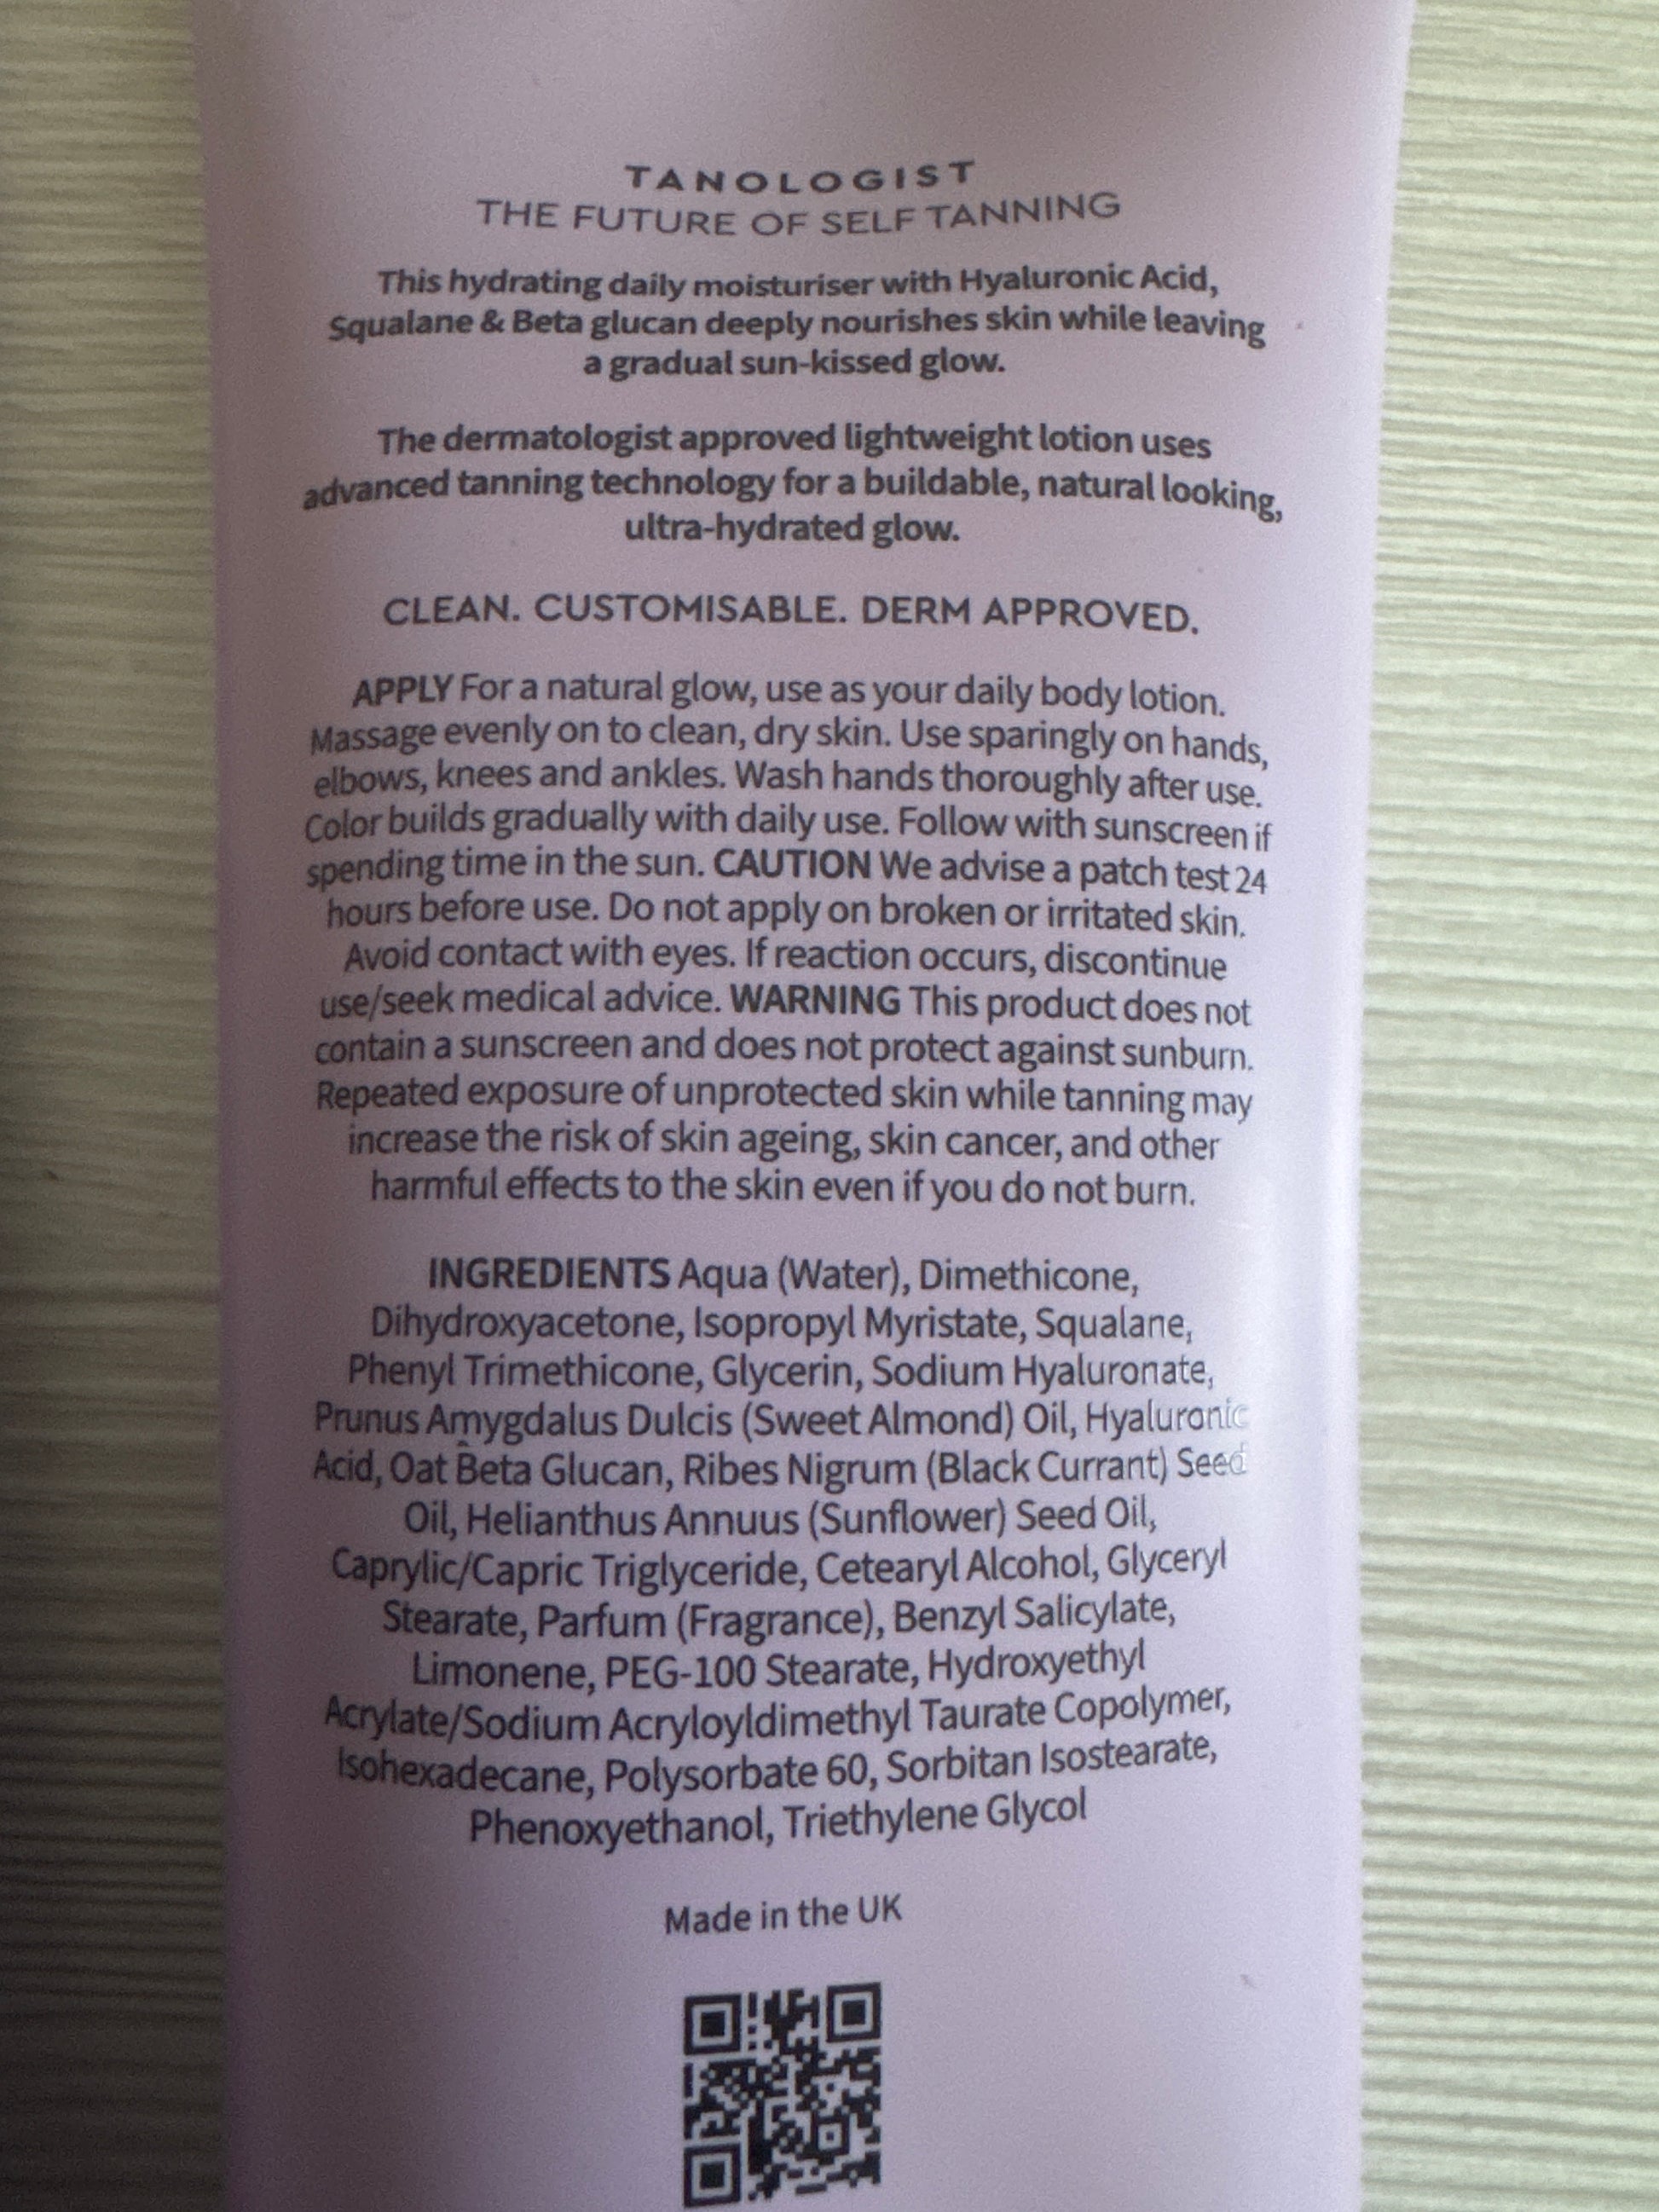 TANOLOGIST
THE FUTURE OF SELF TANNING
This hydrating daily moisturiser with Hyaluronic Acid,
Squalane & Beta glucan deeply nourishes skin while leaving
a gradual sun-kissed glow.
The dermatologist approved lightweight lotion uses
advanced tanning technology for a buildable, natural looking,
ultra-hydrated glow.
CLEAN. CUSTOMISABLE. DERM APPROVED.
APPLY For a natural glow, use as your daily body lotion.
Massage evenly on to clean, dry skin. Use sparingly on hands,
elbows, knees and ankles. Wash hands thoroughly after use.
Color builds gradually with daily use. Follow with sunscreen if
spending time in the sun. CAUTION We advise a patch test 24
hours before use. Do not apply on broken or irritated skin.
Avoid contact with eyes. If reaction occurs, discontinue
use/seek medical advice. WARNING This product does not
contain a sunscreen and does not protect against sunburn.
Repeated exposure of unprotected skin while tanning may
increase the risk of skin ageing, skin cancer, and other
harmful effects to the skin even if you do not burn.
INGREDIENTS Aqua (Water), Dimethicone,
Dihydroxyacetone, Isopropyl Myristate, Squalane,
Phenyl Trimethicone, Glycerin, Sodium Hyaluronate,
Prunus Amygdalus Dulcis (Sweet Almond) Oil, Hyaluronic
Acid, Oat Beta Glucan, Ribes Nigrum (Black Currant) Seed
Oil, Helianthus Annuus (Sunflower) Seed Oil,
Caprylic/Capric Triglyceride, Cetearyl Alcohol, Glyceryl
Stearate, Parfum (Fragrance), Benzyl Salicylate,
Limonene, PEG-100 Stearate, Hydroxyethyl
Acrylate/Sodium Acryloyldimethyl Taurate Copolymer,
Isohexadecane, Polysorbate 60, Sorbitan Isostearate,
Phenoxyethanol, Triethylene Glycol
Made in the UK